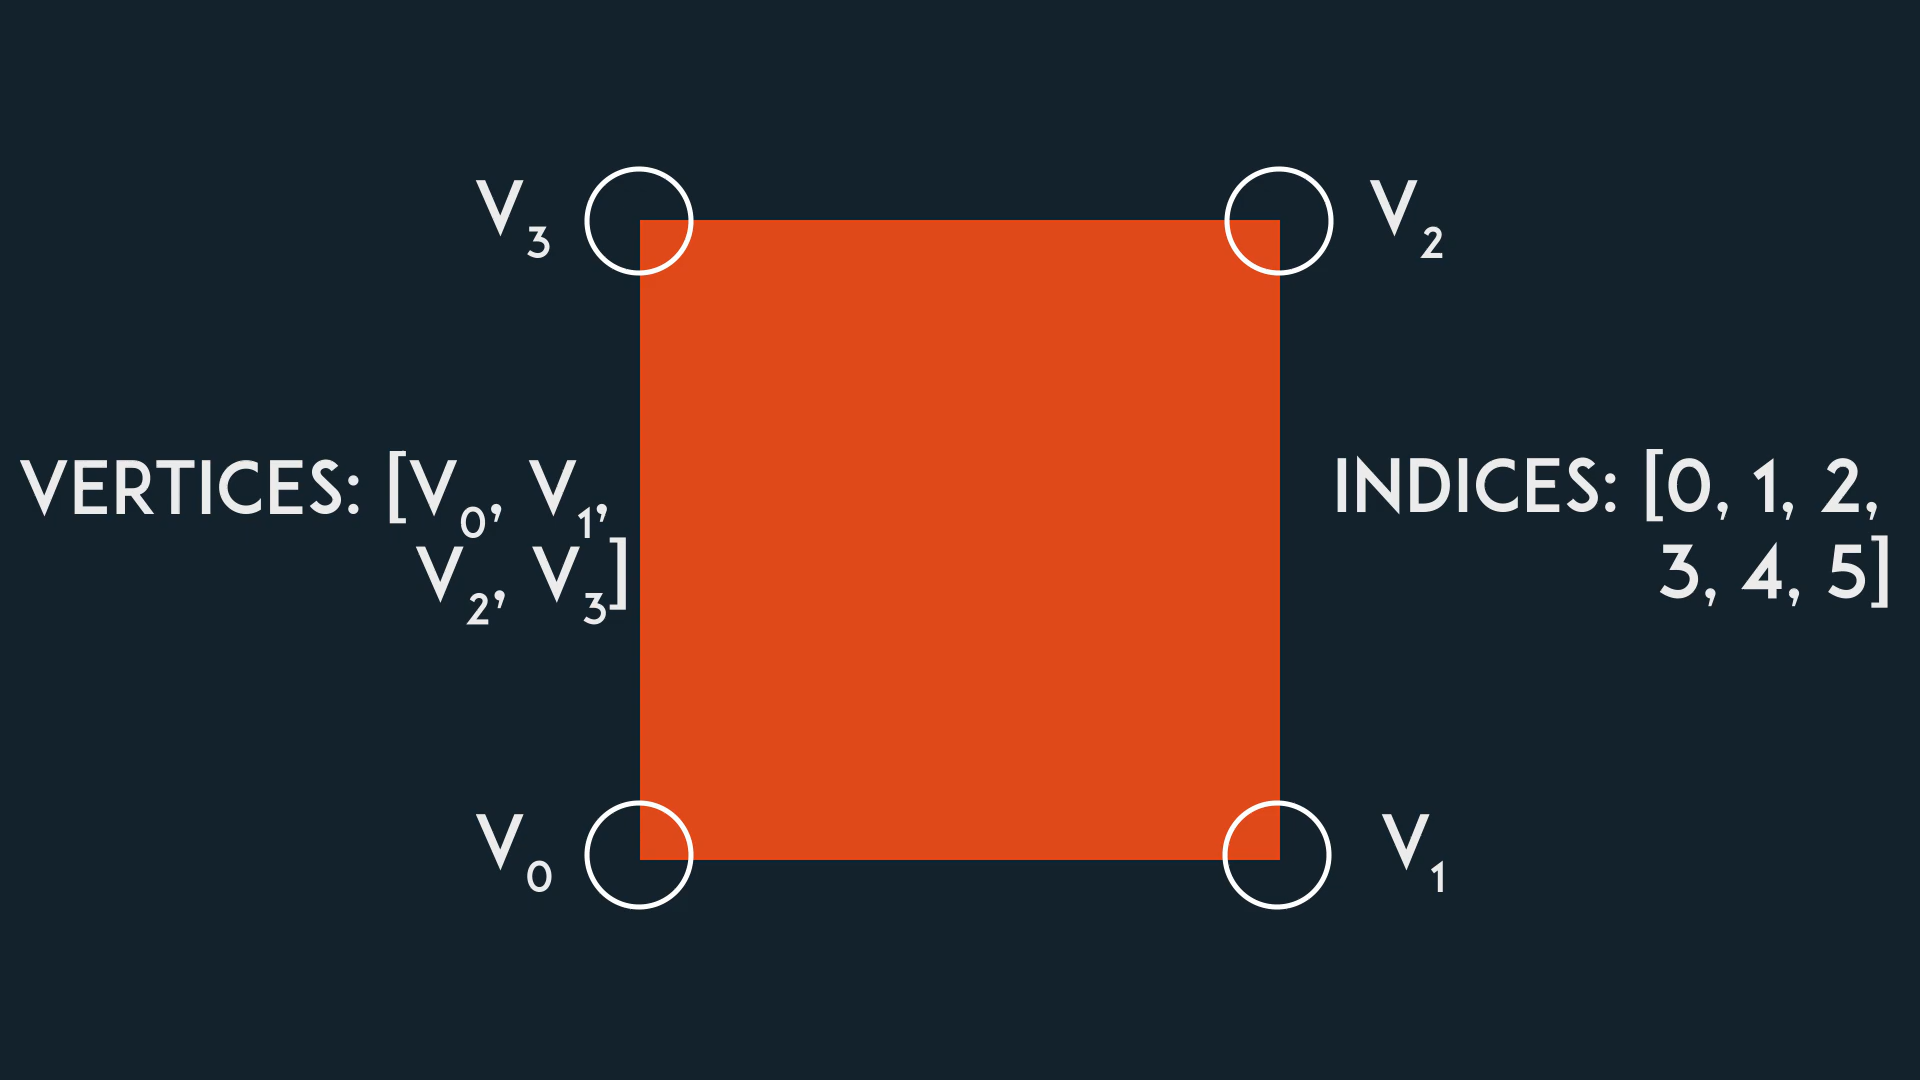 V₃
V₂
VERTICES: [V₀, V₁,
V₂, V₃]
INDICES: [0, 1, 2,
3, 4, 5]
V₀
V₁